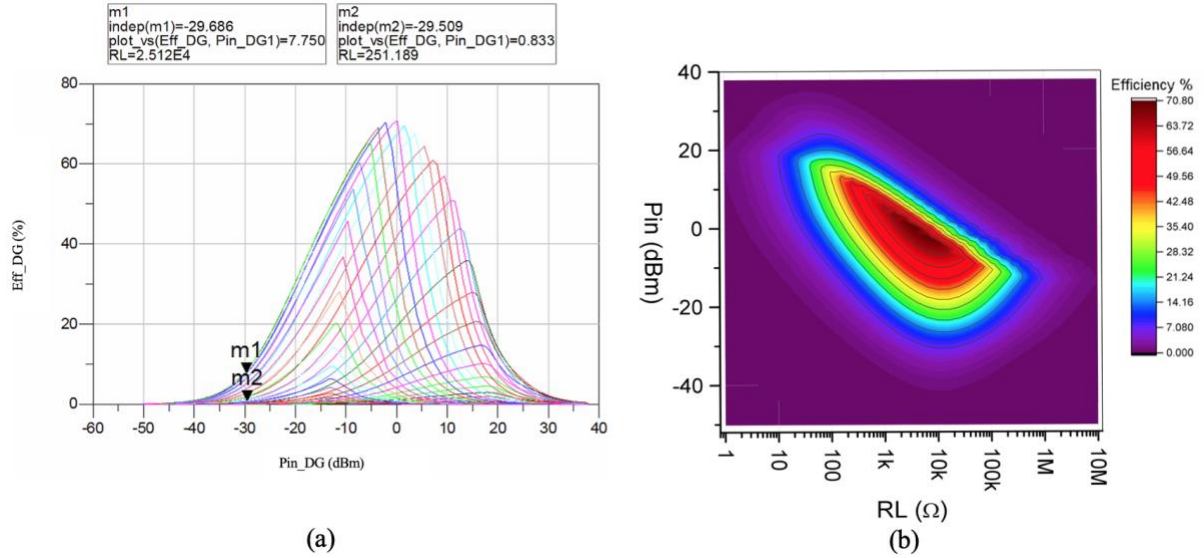 m1
indep(m1)=-29.686
plot_vs(Eff_DG, Pin_DG1)=7.750
RL=2.512E4
m2
indep(m2)=-29.509
plot_vs(Eff_DG, Pin_DG1)=0.833
RL=251.189
80
60
40
20
0
Eff_DG (%)
m1
m2
-60
-50
-40
-30
-20
-10
0
10
20
30
40
Pin_DG (dBm)
(a)
40
20
0
-20
-40
Pin (dBm)
1
10
100
1k
10k
100k
1M
10M
RL (Ω)
Efficiency %
70.80
63.72
56.64
49.56
42.48
35.40
28.32
21.24
14.16
7.080
0.000
(b)